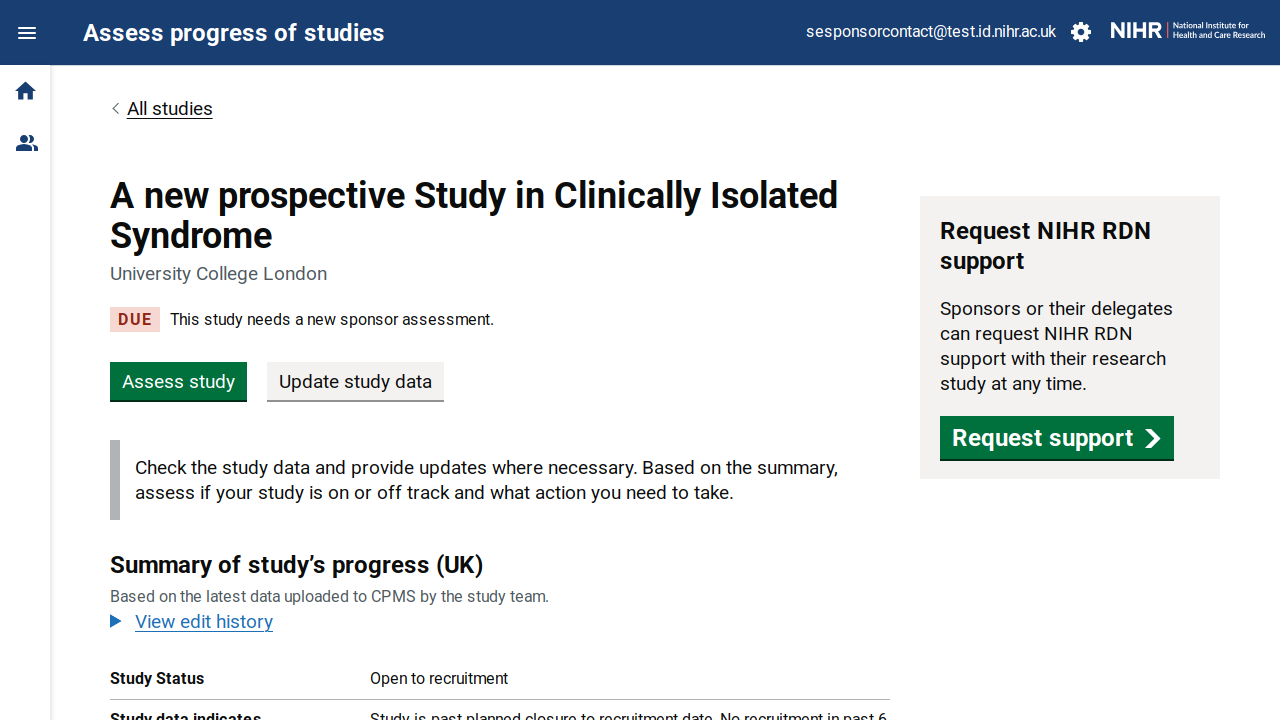 Assess progress of studies
sesponsorcontact@test.id.nihr.ac.uk
NIHR
National Institute for
Health and Care Research
All studies
A new prospective Study in Clinically Isolated
Syndrome
University College London
DUE This study needs a new sponsor assessment.
Assess study
Update study data
Check the study data and provide updates where necessary. Based on the summary,
assess if your study is on or off track and what action you need to take.
Summary of study’s progress (UK)
Based on the latest data uploaded to CPMS by the study team.
View edit history
Study Status Open to recruitment
Study data indicates Study is past planned closure to recruitment date, No recruitment in past 6
Request NIHR RDN
support
Sponsors or their delegates
can request NIHR RDN
support with their research
study at any time.
Request support